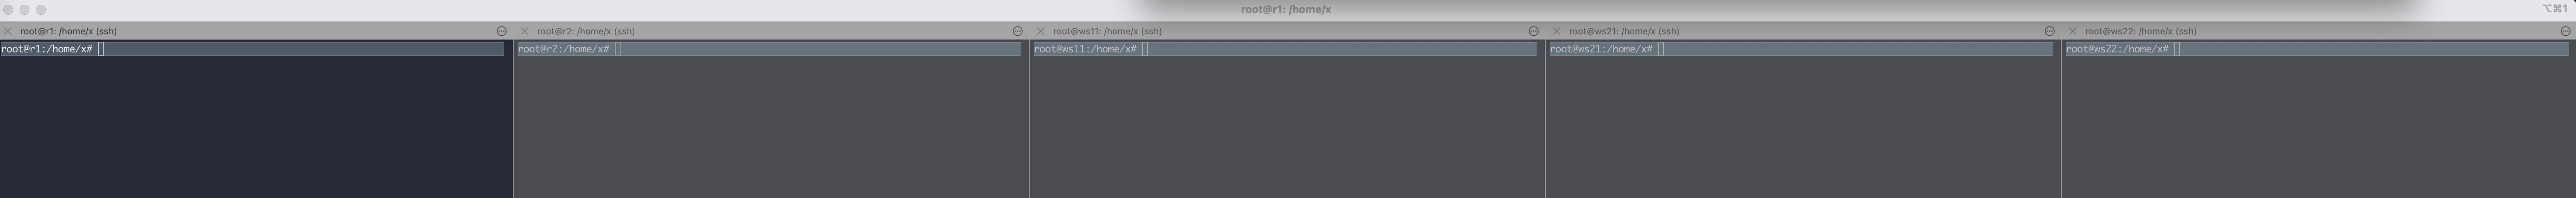 root@r1: /home/x
⌥⌘1
root@r1: /home/x (ssh)
root@r2: /home/x (ssh)
root@ws11: /home/x (ssh)
root@ws21: /home/x (ssh)
root@ws22: /home/x (ssh)
root@r1:/home/x#
root@r2:/home/x#
root@ws11:/home/x#
root@ws21:/home/x#
root@ws22:/home/x#